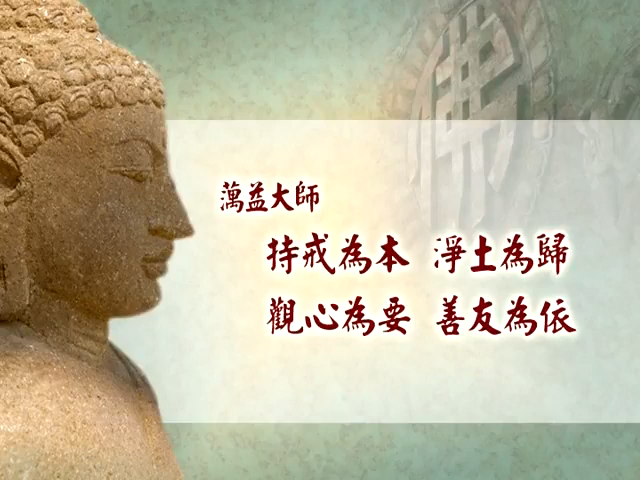 佛
蕅益大師
持戒為本 淨土為歸
觀心為要 善友為依